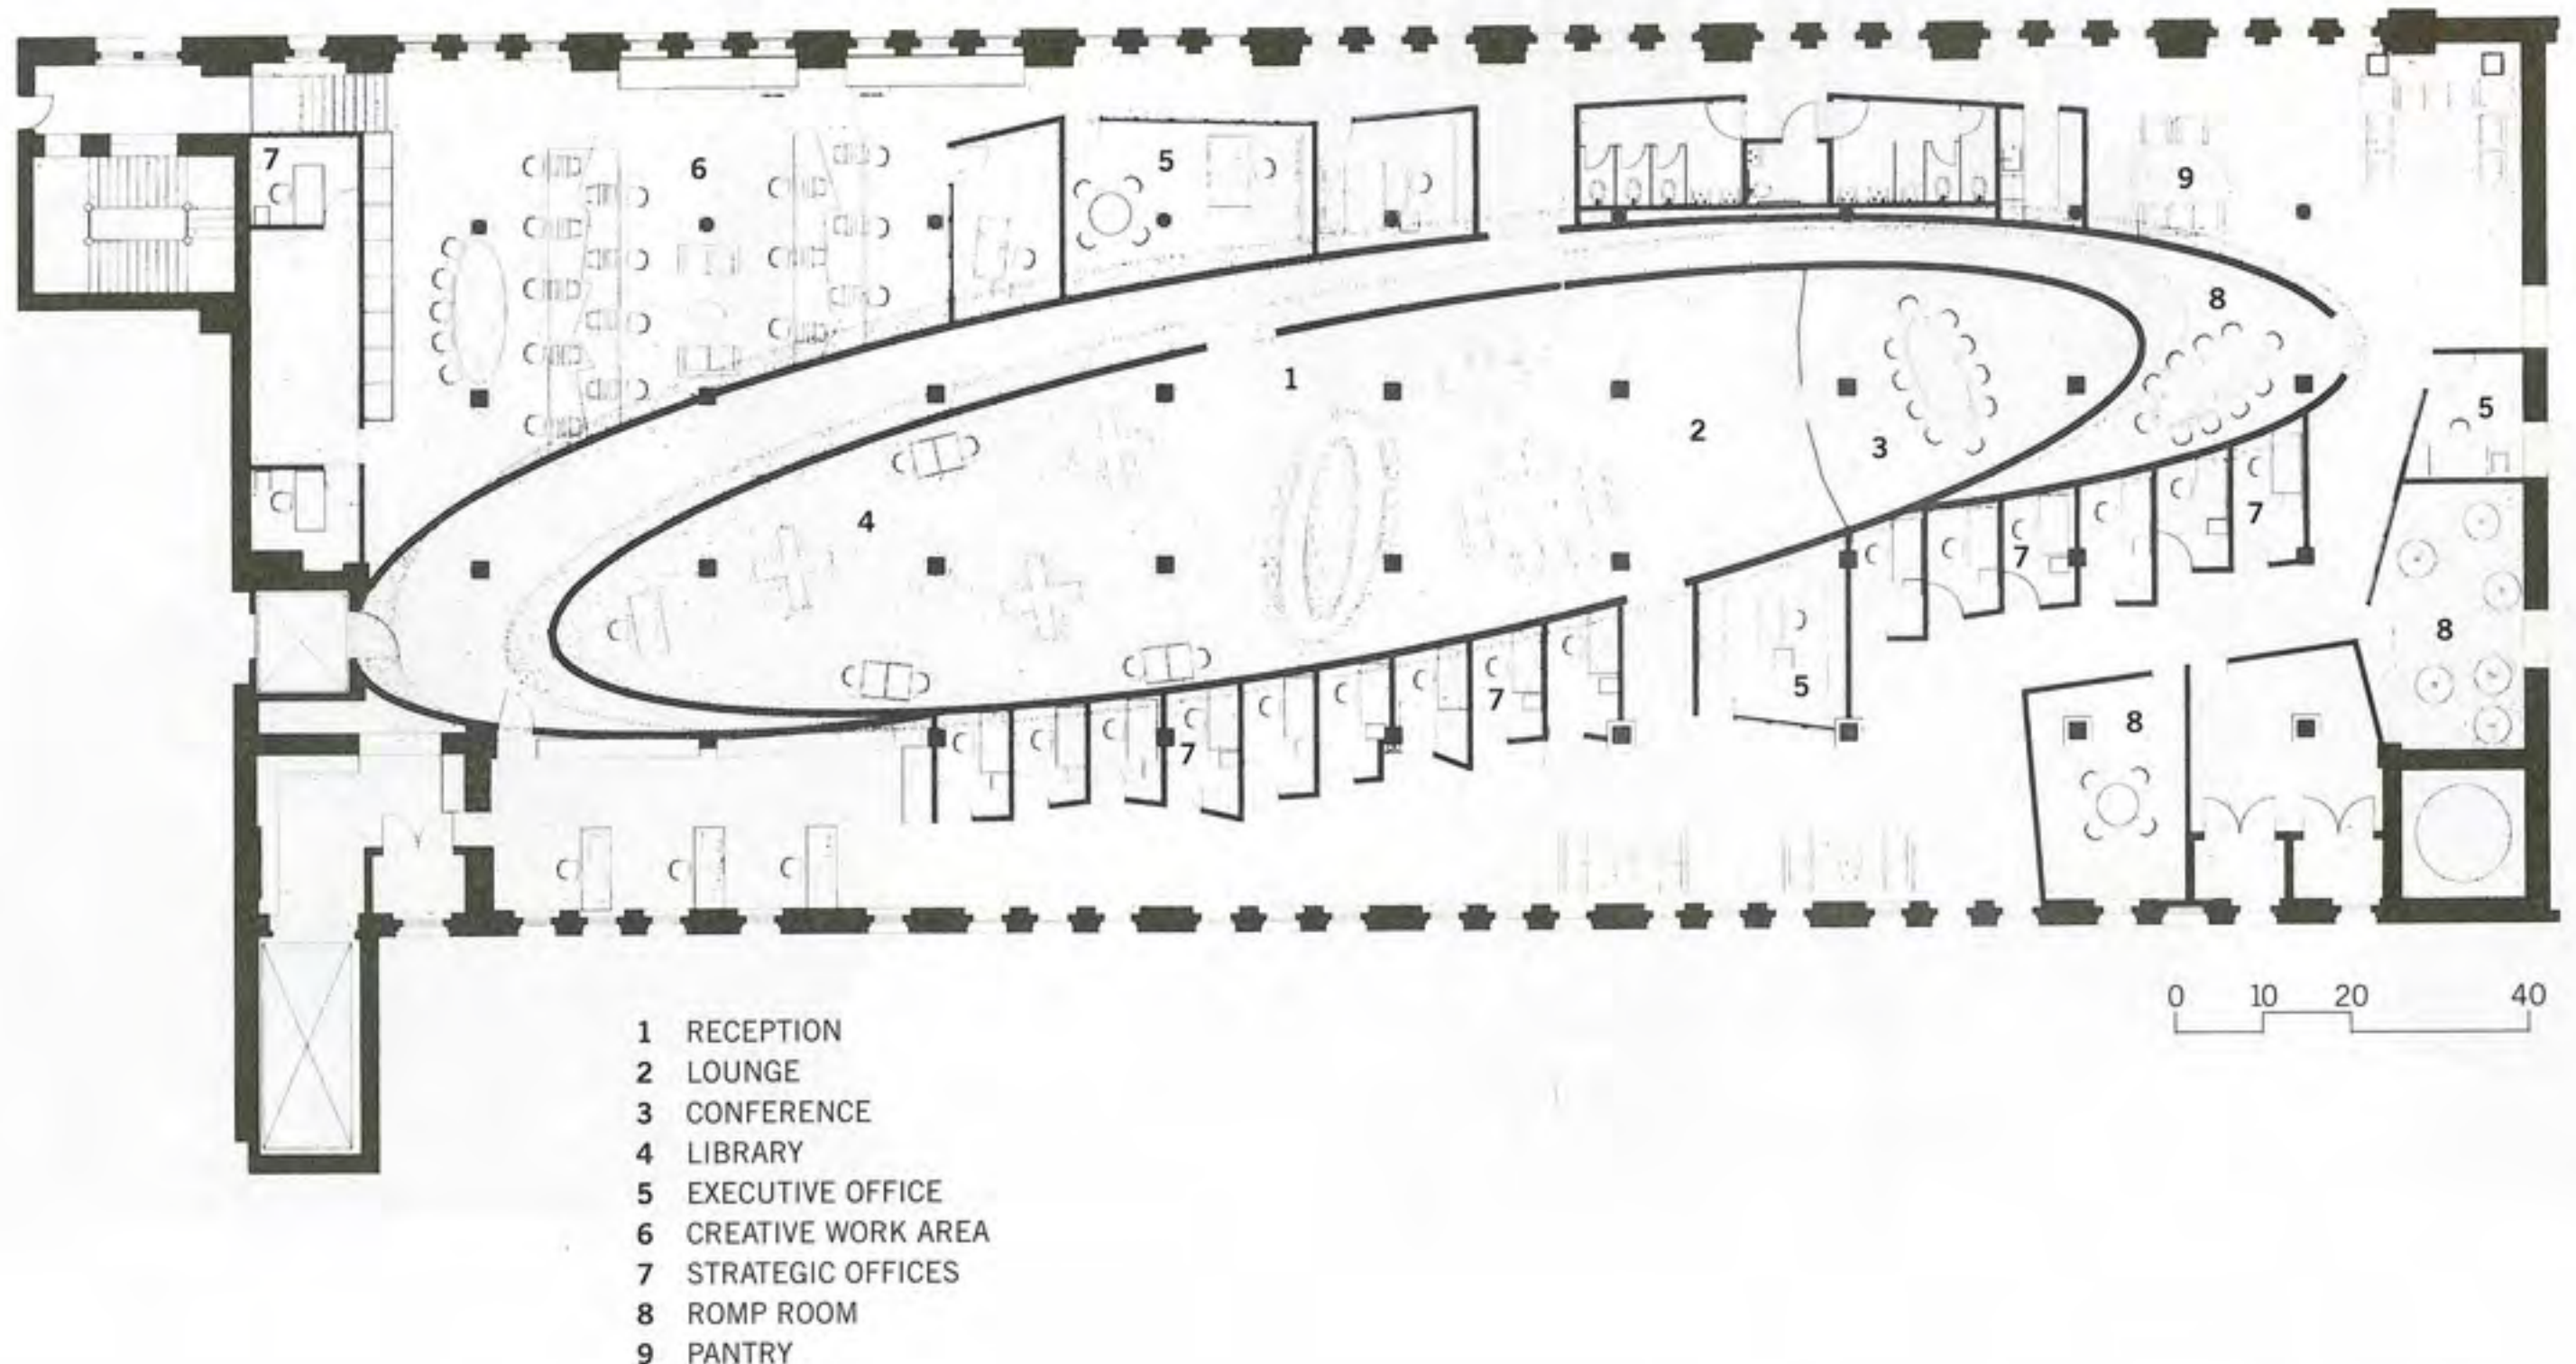 7
6
5
9
8
5
1
2
3
4
7
7
8
5
7
7
8
0 10 20 40
1 RECEPTION
2 LOUNGE
3 CONFERENCE
4 LIBRARY
5 EXECUTIVE OFFICE
6 CREATIVE WORK AREA
7 STRATEGIC OFFICES
8 ROMP ROOM
9 PANTRY